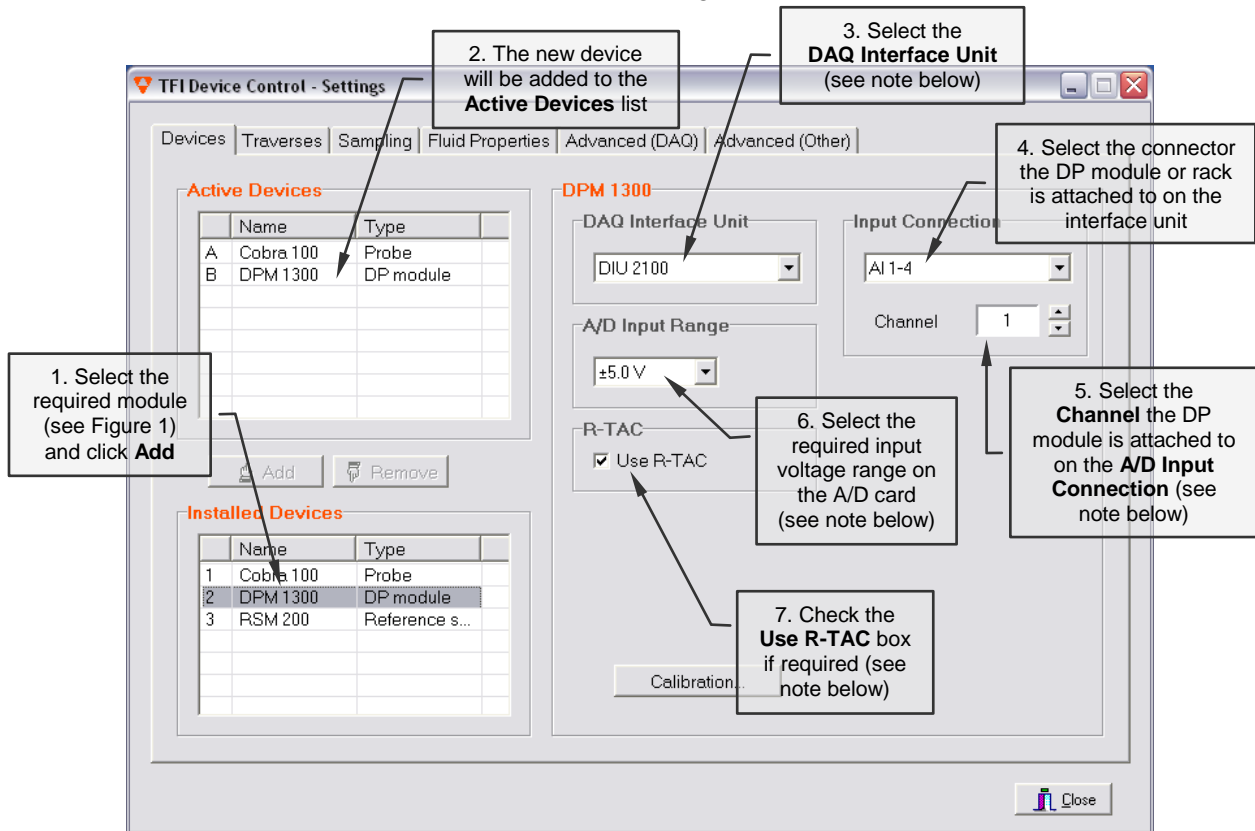 2. The new device
will be added to the
Active Devices list
3. Select the
DAQ Interface Unit
(see note below)
TFI Device Control - Settings
Devices Traverses Sampling Fluid Properties Advanced (DAQ) Advanced (Other)
4. Select the connector
the DP module or rack
is attached to on the
interface unit
Active Devices
Name Type
A Cobra 100 Probe
B DPM 1300 DP module
DPM 1300
DAQ Interface Unit
DIU 2100
Input Connection
AI 1-4
Channel 1
A/D Input Range
±5.0 V
1. Select the
required module
(see Figure 1)
and click Add
5. Select the
Channel the DP
module is attached to
on the A/D Input
Connection (see
note below)
6. Select the
required input
voltage range on
the A/D card
(see note below)
R-TAC
Use R-TAC
Add Remove
Installed Devices
Name Type
1 Cobra 100 Probe
2 DPM 1300 DP module
3 RSM 200 Reference s...
7. Check the
Use R-TAC box
if required (see
note below)
Calibration...
Close